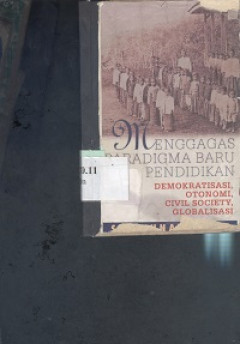 MENGGAGAS
PARADIGMA BARU
PENDIDIKAN
DEMOKRATISASI,
OTONOMI,
CIVIL SOCIETY,
GLOBALISASI